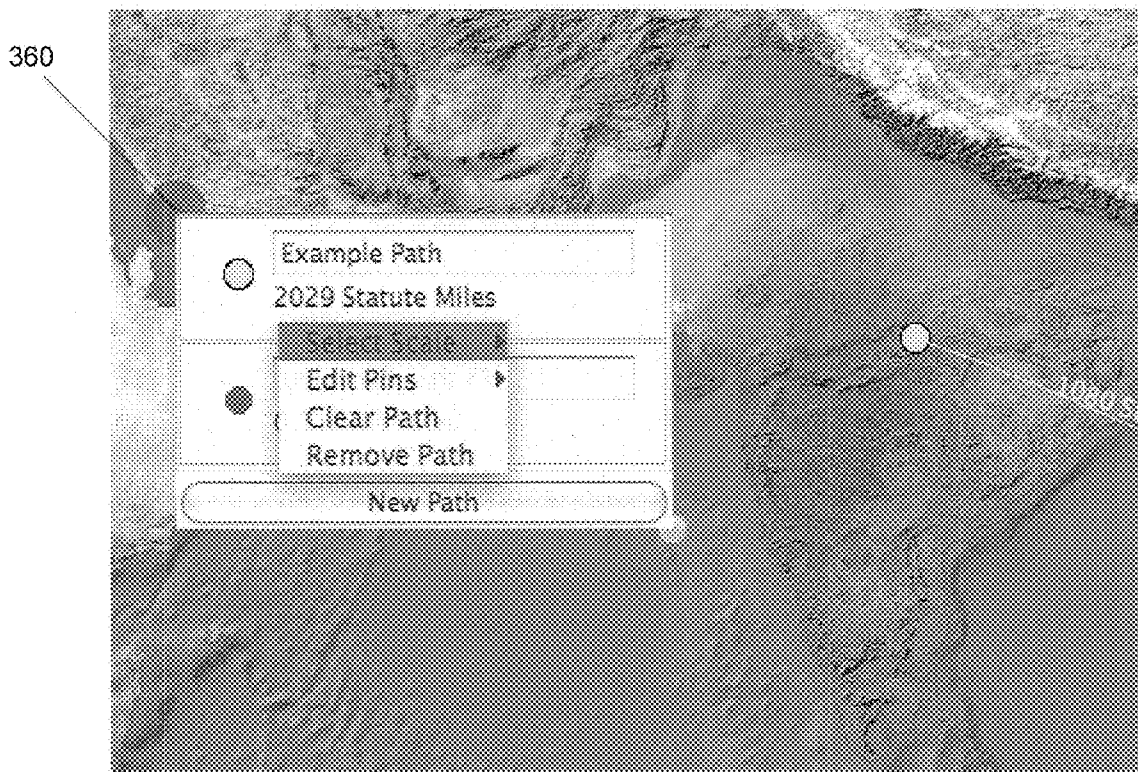 360
Example Path
2029 Statute Miles
Select Scale
Edit Pins
Clear Path
Remove Path
New Path